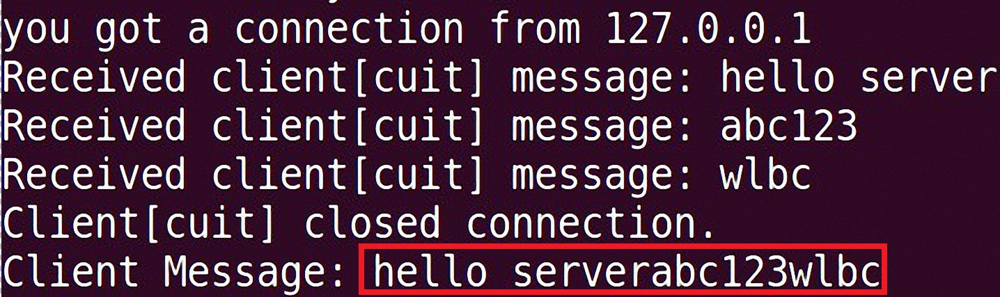 you got a connection from 127.0.0.1
Received client[cuit] message: hello server
Received client[cuit] message: abc123
Received client[cuit] message: wlbc
Client[cuit] closed connection.
Client Message: hello serverabc123wlbc